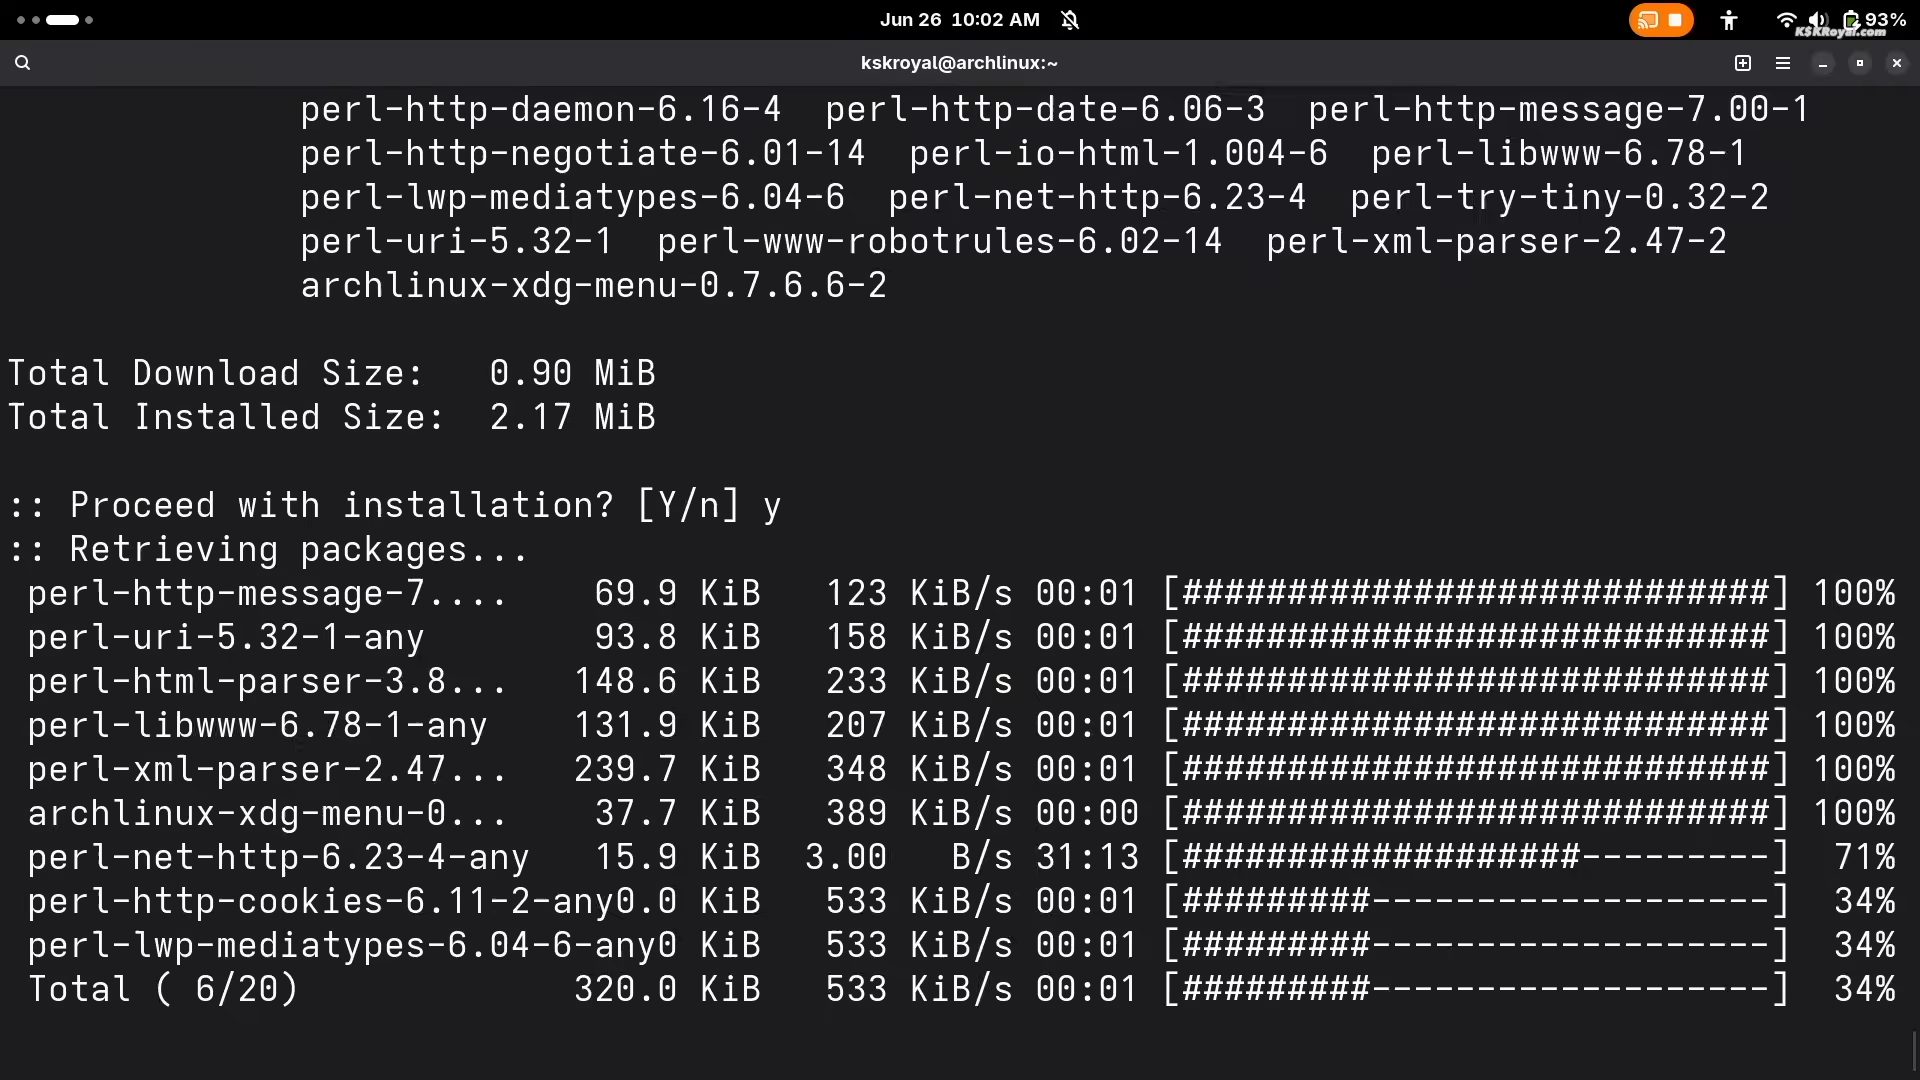 Jun 26 10:02 AM
93%
KSKRoyal.com
kskroyal@archlinux:~
perl-http-daemon-6.16-4 perl-http-date-6.06-3 perl-http-message-7.00-1
perl-http-negotiate-6.01-14 perl-io-html-1.004-6 perl-libwww-6.78-1
perl-lwp-mediatypes-6.04-6 perl-net-http-6.23-4 perl-try-tiny-0.32-2
perl-uri-5.32-1 perl-www-robotrules-6.02-14 perl-xml-parser-2.47-2
archlinux-xdg-menu-0.7.6.6-2
Total Download Size: 0.90 MiB
Total Installed Size: 2.17 MiB
:: Proceed with installation? [Y/n] y
:: Retrieving packages...
perl-http-message-7.... 69.9 KiB 123 KiB/s 00:01 [############################] 100%
perl-uri-5.32-1-any 93.8 KiB 158 KiB/s 00:01 [############################] 100%
perl-html-parser-3.8... 148.6 KiB 233 KiB/s 00:01 [############################] 100%
perl-libwww-6.78-1-any 131.9 KiB 207 KiB/s 00:01 [############################] 100%
perl-xml-parser-2.47... 239.7 KiB 348 KiB/s 00:01 [############################] 100%
archlinux-xdg-menu-0... 37.7 KiB 389 KiB/s 00:00 [############################] 100%
perl-net-http-6.23-4-any 15.9 KiB 3.00 B/s 31:13 [###################---------] 71%
perl-http-cookies-6.11-2-any0.0 KiB 533 KiB/s 00:01 [#########-------------------] 34%
perl-lwp-mediatypes-6.04-6-any0 KiB 533 KiB/s 00:01 [#########-------------------] 34%
Total ( 6/20) 320.0 KiB 533 KiB/s 00:01 [#########-------------------] 34%